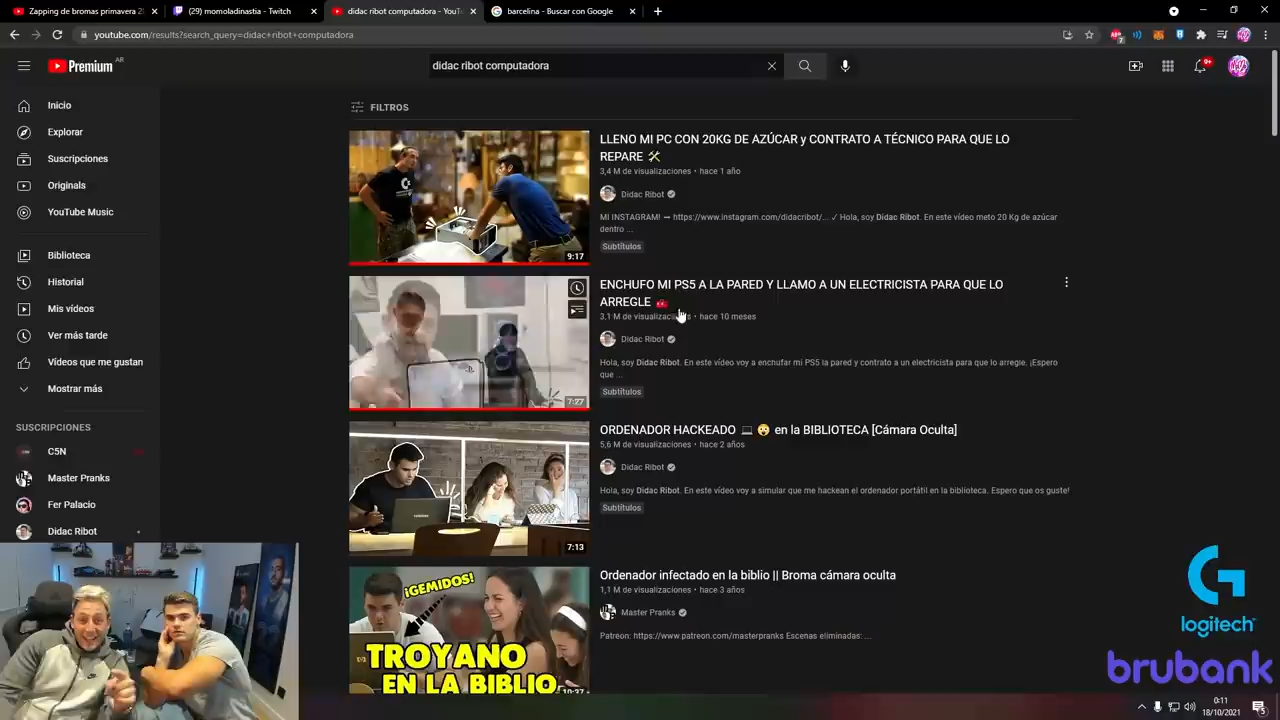 Zapping de bromas primavera 2
(29) momoladinastia - Twitch
didac ribot computadora - YouTu
barcelina - Buscar con Google
youtube.com/results?search_query=didac+ribot+computadora
Premium AR
didac ribot computadora
9+
Inicio
Explorar
Suscripciones
Originals
YouTube Music
Biblioteca
Historial
Mis vídeos
Ver más tarde
Vídeos que me gustan
Mostrar más
SUSCRIPCIONES
C5N
Master Pranks
Fer Palacio
Didac Ribot
FILTROS
9:17
LLENO MI PC CON 20KG DE AZÚCAR y CONTRATO A TÉCNICO PARA QUE LO
REPARE 🛠
3,4 M de visualizaciones • hace 1 año
Didac Ribot
MI INSTAGRAM! ➞ https://www.instagram.com/didacribot/... ✓ Hola, soy Didac Ribot. En este vídeo meto 20 Kg de azúcar
dentro ...
Subtítulos
7:27
ENCHUFO MI PS5 A LA PARED Y LLAMO A UN ELECTRICISTA PARA QUE LO
ARREGLE 🧰
3,1 M de visualizaciones • hace 10 meses
Didac Ribot
Hola, soy Didac Ribot. En este vídeo voy a enchufar mi PS5 la pared y contrato a un electricista para que lo arregle. ¡Espero
que ...
Subtítulos
7:13
ORDENADOR HACKEADO 💻 😯 en la BIBLIOTECA [Cámara Oculta]
5,6 M de visualizaciones • hace 2 años
Didac Ribot
Hola, soy Didac Ribot. En este vídeo voy a simular que me hackean el ordenador portátil en la biblioteca. Espero que os guste!
Subtítulos
¡GEMIDOS!
TROYANO
EN LA BIBLIO
10:37
Ordenador infectado en la biblio || Broma cámara oculta
1,1 M de visualizaciones • hace 3 años
Master Pranks
Patreon: https://www.patreon.com/masterpranks Escenas eliminadas: ...
logitech
brubank
0:11
18/10/2021